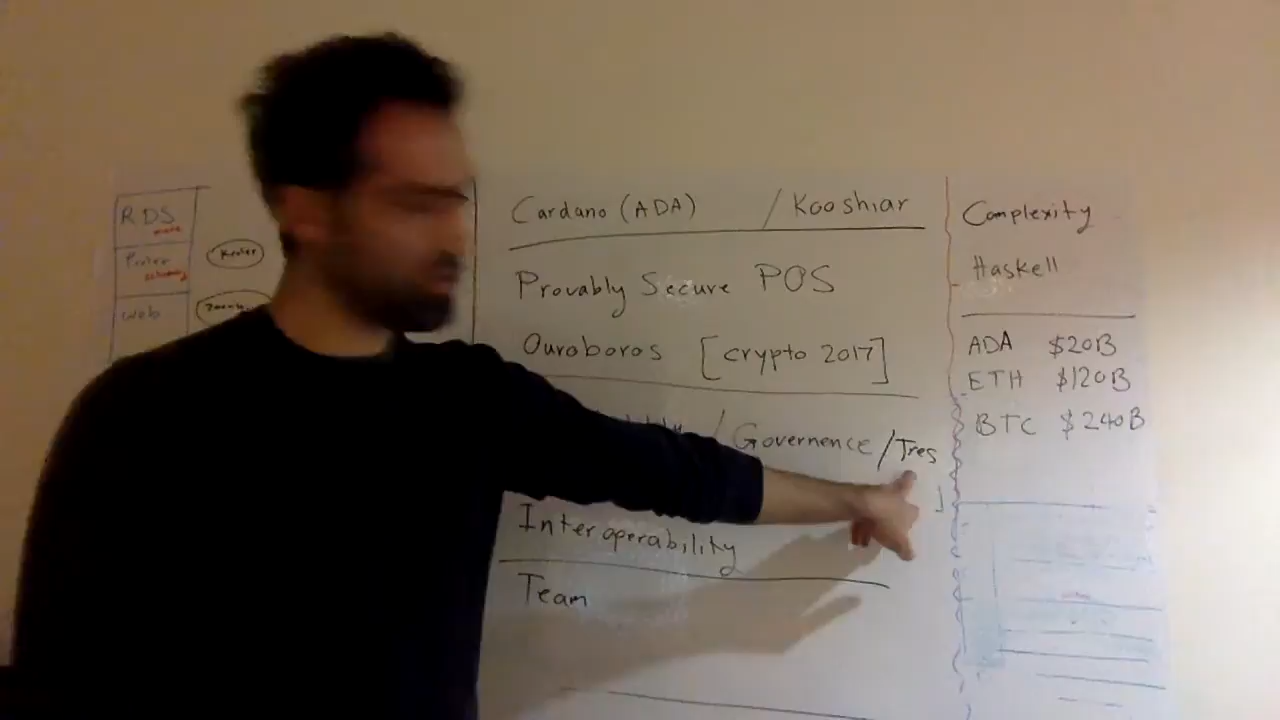 RDS
Cardano (ADA) / Kooshiar
Provably Secure POS
Ouroboros [crypto 2017]
/ Governence / Tres
Interoperability
Team
Complexity
Haskell
ADA $20B
ETH $120B
BTC $240B
web